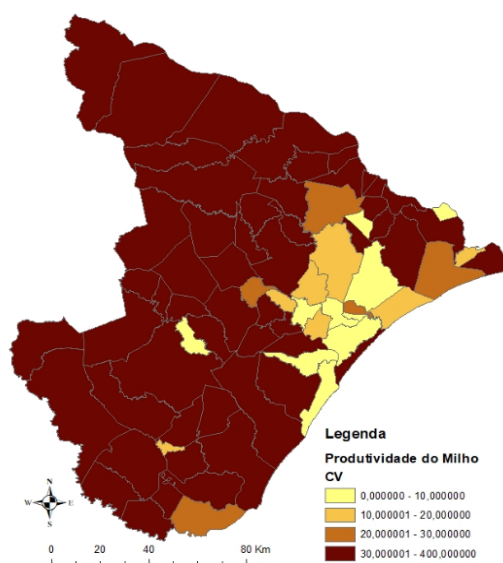 Legenda
Produtividade do Milho
CV
0,000000 - 10,000000
10,000001 - 20,000000
20,000001 - 30,000000
30,000001 - 400,000000
N
W E
S
0 20 40 80 Km